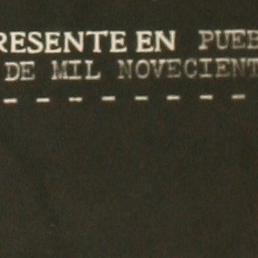 RESENTE EN PUEB
DE MIL NOVECIENT
- - - - - - - - -